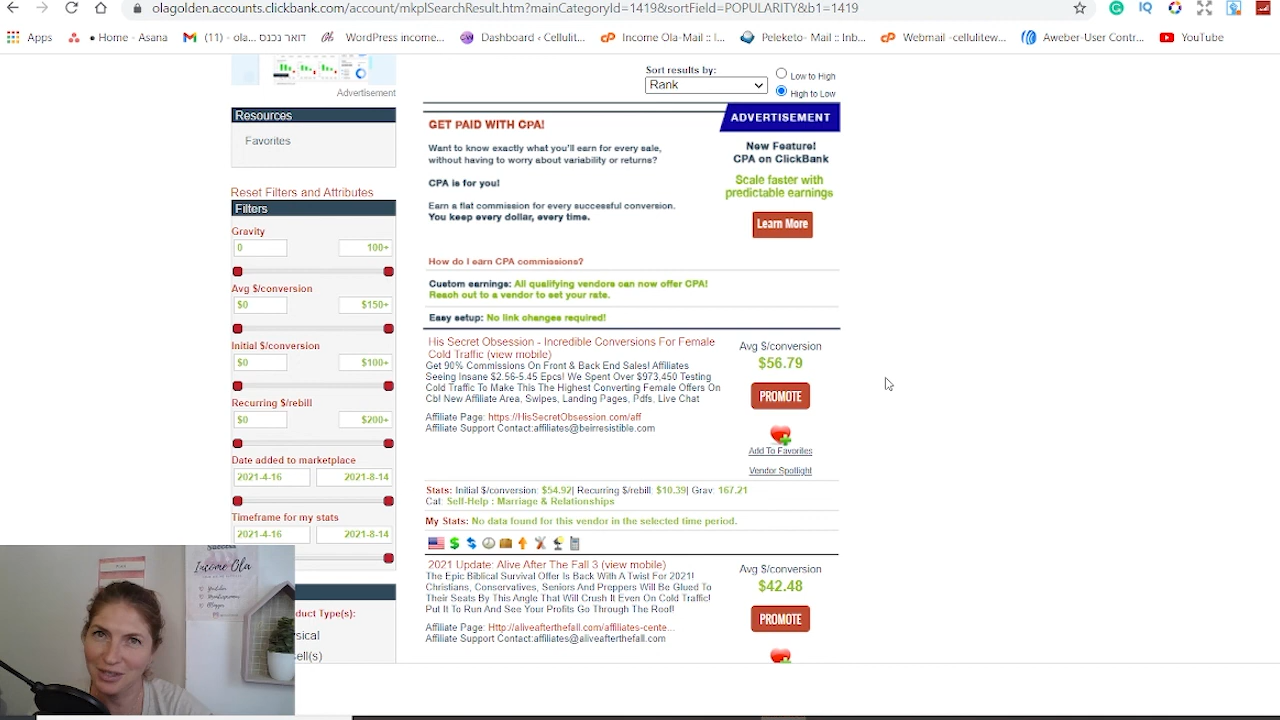 olagolden.accounts.clickbank.com/account/mkplSearchResult.htm?mainCategoryId=1419&sortField=POPULARITY&b1=1419
Apps
Home - Asana
(11) - ola... דואר נכנס
WordPress income...
Dashboard ‹ Cellulit...
Income Ola-Mail :: I...
Peleketo- Mail :: Inb...
Webmail -cellulitew...
Aweber-User Contr...
YouTube
Advertisement
Resources
Favorites
Reset Filters and Attributes
Filters
Gravity
0 100+
Avg $/conversion
$0 $150+
Initial $/conversion
$0 $100+
Recurring $/rebill
$0 $200+
Date added to marketplace
2021-4-16 2021-8-14
Timeframe for my stats
2021-4-16 2021-8-14
duct Type(s):
sical
ell(s)
success
Income Ola
Sort results by:
Rank
Low to High
High to Low
GET PAID WITH CPA!
Want to know exactly what you'll earn for every sale,
without having to worry about variability or returns?
CPA is for you!
Earn a flat commission for every successful conversion.
You keep every dollar, every time.
ADVERTISEMENT
New Feature!
CPA on ClickBank
Scale faster with
predictable earnings
Learn More
How do I earn CPA commissions?
Custom earnings: All qualifying vendors can now offer CPA!
Reach out to a vendor to set your rate.
Easy setup: No link changes required!
His Secret Obsession - Incredible Conversions For Female
Cold Traffic (view mobile)
Get 90% Commissions On Front & Back End Sales! Affiliates
Seeing Insane $2.56-5.45 Epcs! We Spent Over $973,450 Testing
Cold Traffic To Make This The Highest Converting Female Offers On
Cb! New Affiliate Area, Swipes, Landing Pages, Pdfs, Live Chat
Affiliate Page: https://HisSecretObsession.com/aff
Affiliate Support Contact:affiliates@beirresistible.com
Avg $/conversion
$56.79
PROMOTE
Add To Favorites
Vendor Spotlight
Stats: Initial $/conversion: $54.92| Recurring $/rebill: $10.39| Grav: 167.21
Cat: Self-Help : Marriage & Relationships
My Stats: No data found for this vendor in the selected time period.
2021 Update: Alive After The Fall 3 (view mobile)
The Epic Biblical Survival Offer Is Back With A Twist For 2021!
Christians, Conservatives, Seniors And Preppers Will Be Glued To
Their Seats By This Angle That Will Crush It Even On Cold Traffic!
Put It To Run And See Your Profits Go Through The Roof!
Affiliate Page: Http://aliveafterthefall.com/affiliates-cente...
Affiliate Support Contact:affiliates@aliveafterthefall.com
Avg $/conversion
$42.48
PROMOTE